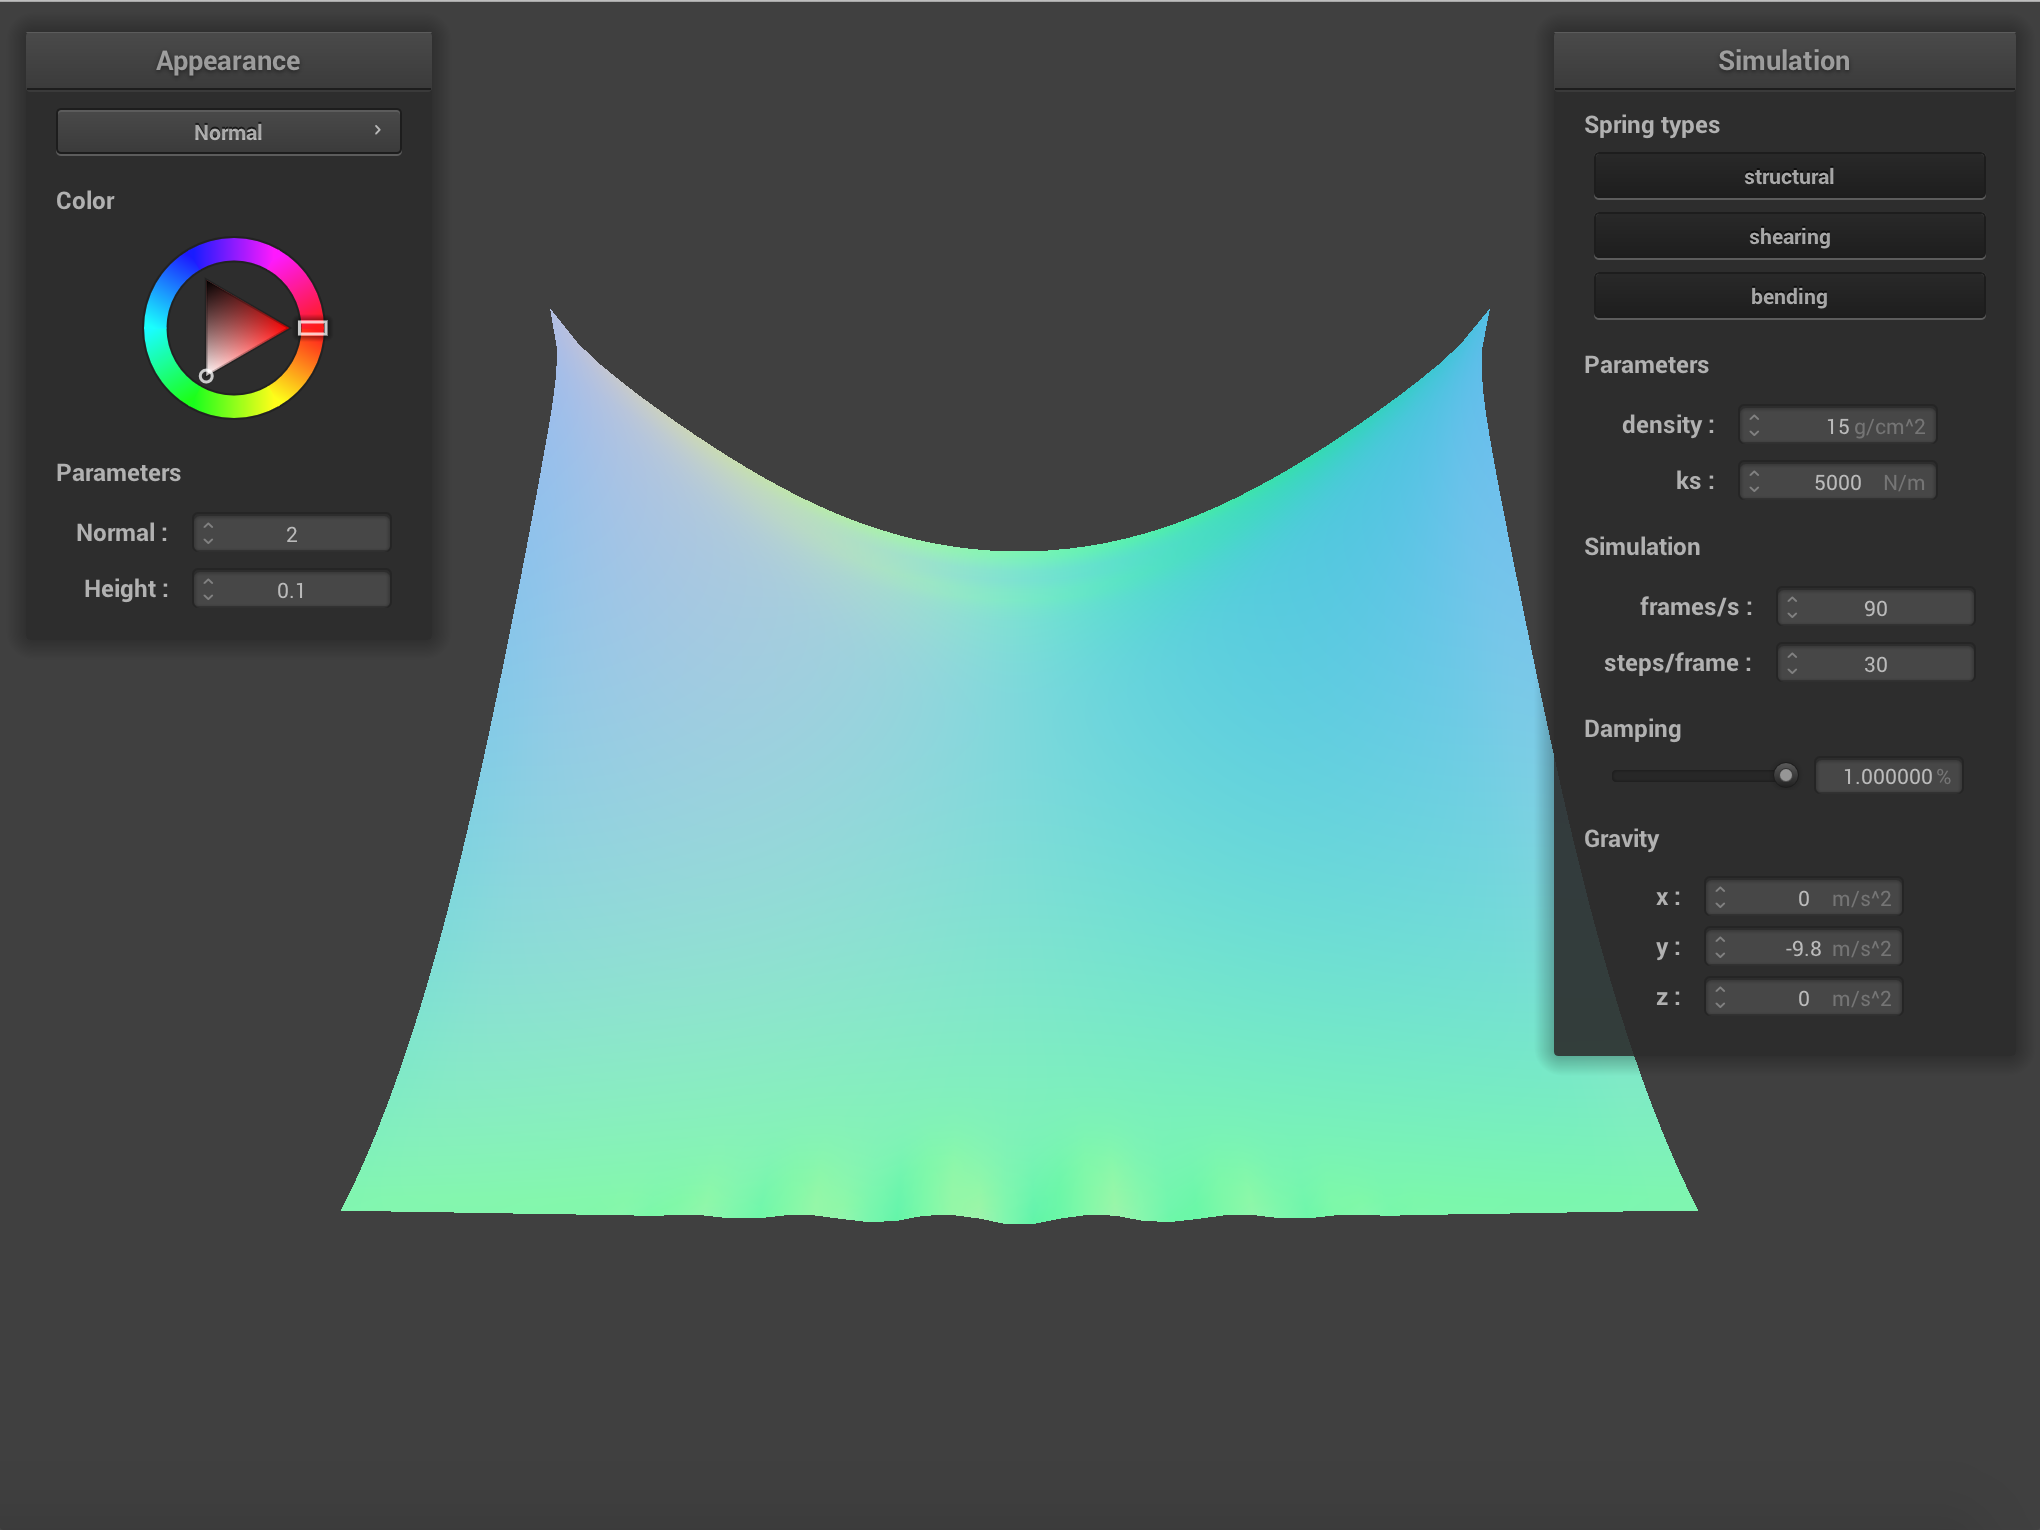 Appearance
Normal
Color
Parameters
Normal : 2
Height : 0.1
Simulation
Spring types
structural
shearing
bending
Parameters
density : 15 g/cm^2
ks : 5000 N/m
Simulation
frames/s : 90
steps/frame : 30
Damping
1.000000 %
Gravity
x : 0 m/s^2
y : -9.8 m/s^2
z : 0 m/s^2